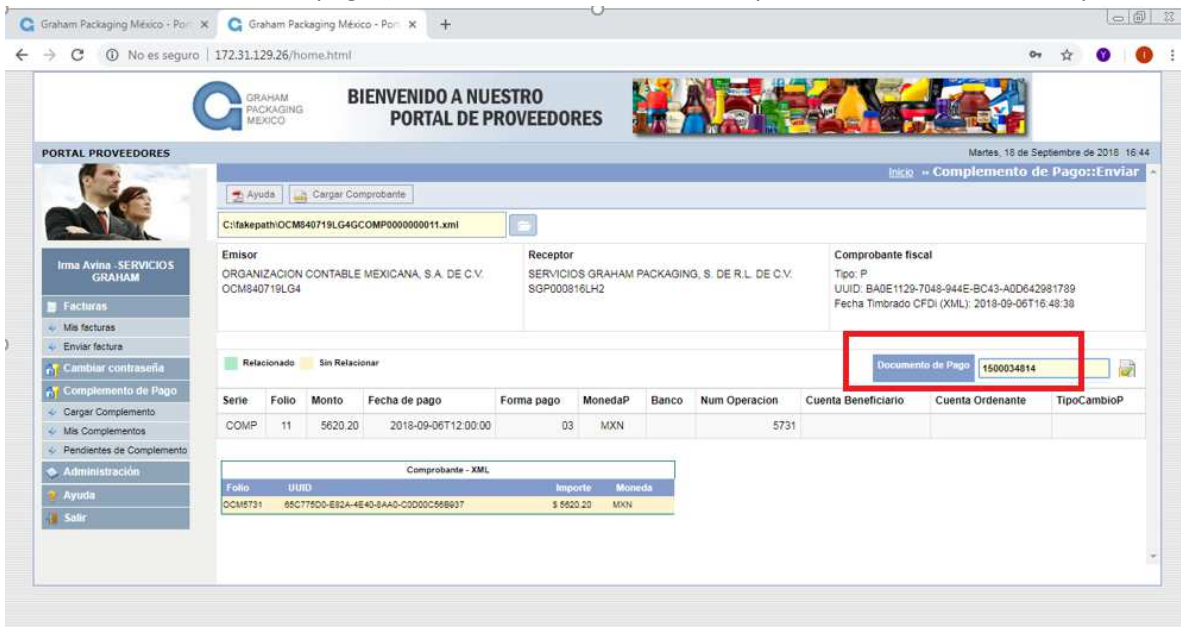 Graham Packaging México - Por
Graham Packaging México - Por
No es seguro | 172.31.129.26/home.html
GRAHAM
PACKAGING
MEXICO
BIENVENIDO A NUESTRO
PORTAL DE PROVEEDORES
PORTAL PROVEEDORES
Martes, 18 de Septiembre de 2018 16:44
Inicio » Complemento de Pago::Enviar
Ayuda Cargar Comprobante
C:\fakepath\OCM840719LG4GCOMP0000000011.xml
Irma Avina -SERVICIOS
GRAHAM
Facturas
Mis facturas
Enviar factura
Cambiar contraseña
Complemento de Pago
Cargar Complemento
Mis Complementos
Pendientes de Complemento
Administración
Ayuda
Salir
Emisor
ORGANIZACION CONTABLE MEXICANA, S.A. DE C.V.
OCM840719LG4
Receptor
SERVICIOS GRAHAM PACKAGING, S. DE R.L. DE C.V.
SGP000816LH2
Comprobante fiscal
Tipo: P
UUID: BA0E1129-7048-944E-BC43-A0D642981789
Fecha Timbrado CFDi (XML): 2018-09-06T16:48:38
Relacionado Sin Relacionar
Documento de Pago 1500034814
Serie Folio Monto Fecha de pago Forma pago MonedaP Banco Num Operacion Cuenta Beneficiario Cuenta Ordenante TipoCambioP
COMP 11 5620.20 2018-09-06T12:00:00 03 MXN 5731
Comprobante - XML
Folio UUID Importe Moneda
OCM5731 65C775D0-E82A-4E40-8AA0-C0D00C56B937 $ 5620.20 MXN